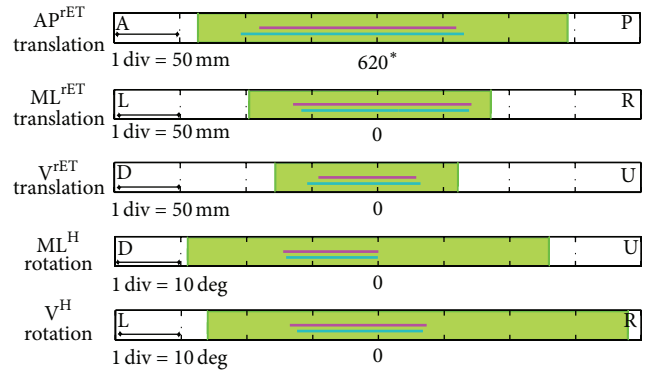 AP^rET A P
translation
1 div = 50 mm 620*
ML^rET L R
translation
1 div = 50 mm 0
V^rET D U
translation
1 div = 50 mm 0
ML^H D U
rotation
1 div = 10 deg 0
V^H L R
rotation
1 div = 10 deg 0